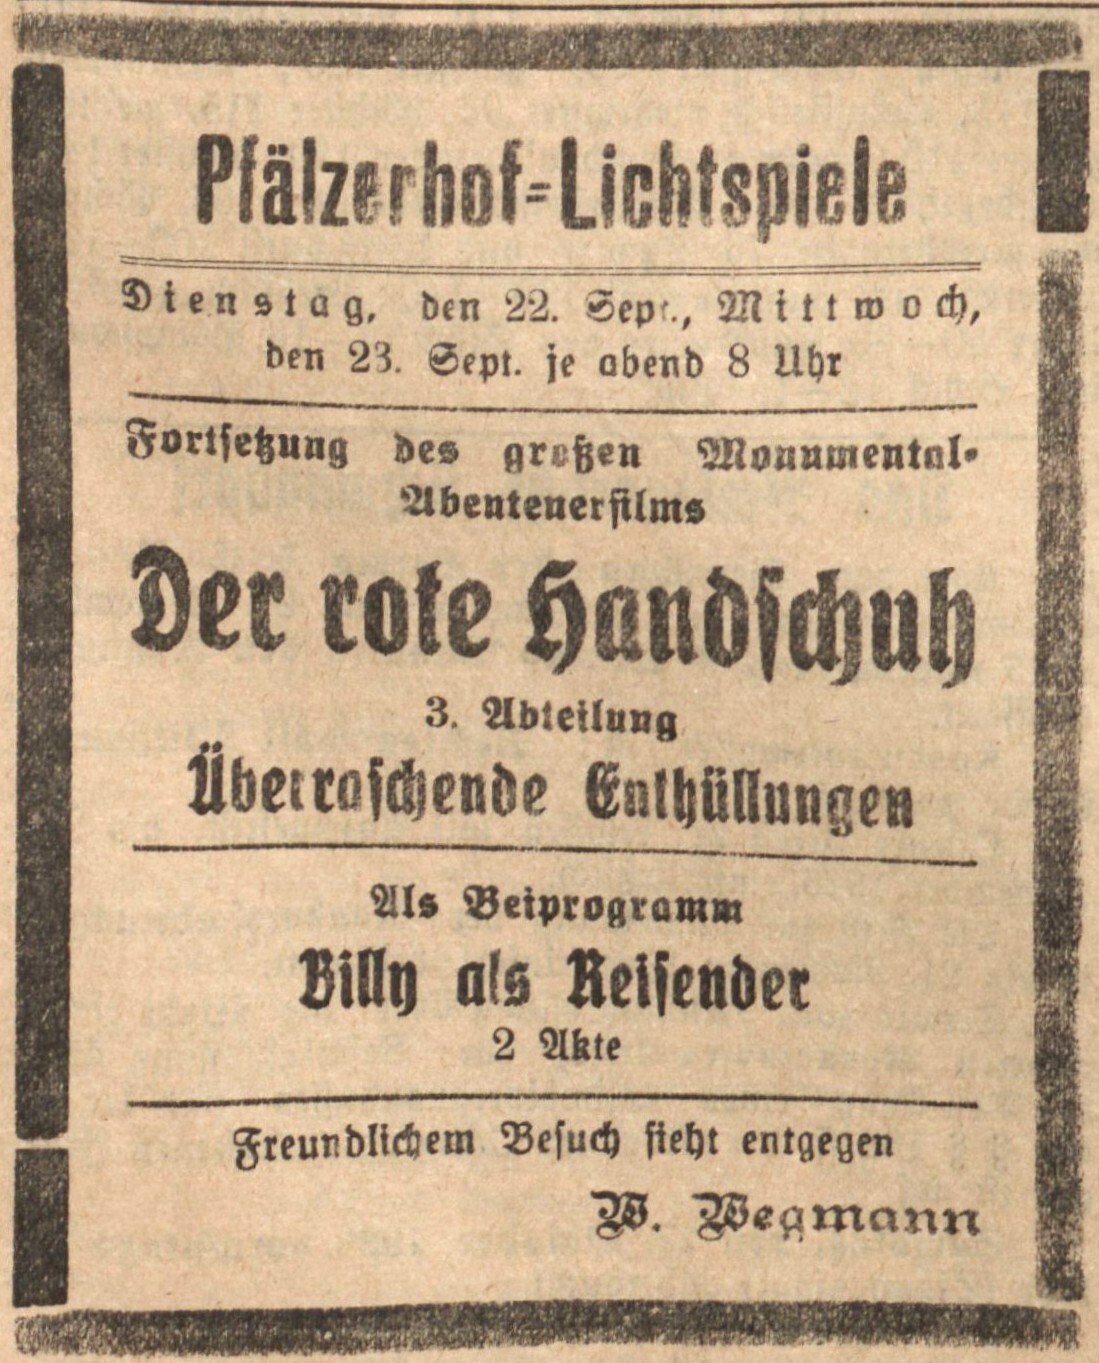 Pfälzerhof=Lichtspiele
Dienstag, den 22. Sept., Mittwoch,
den 23. Sept. je abend 8 Uhr
Fortsetzung des großen Monumental-
Abenteuerfilms
Der rote Handschuh
3. Abteilung
Überraschende Enthüllungen
Als Beiprogramm
Billy als Reisender
2 Akte
Freundlichem Besuch sieht entgegen
W. Wegmann